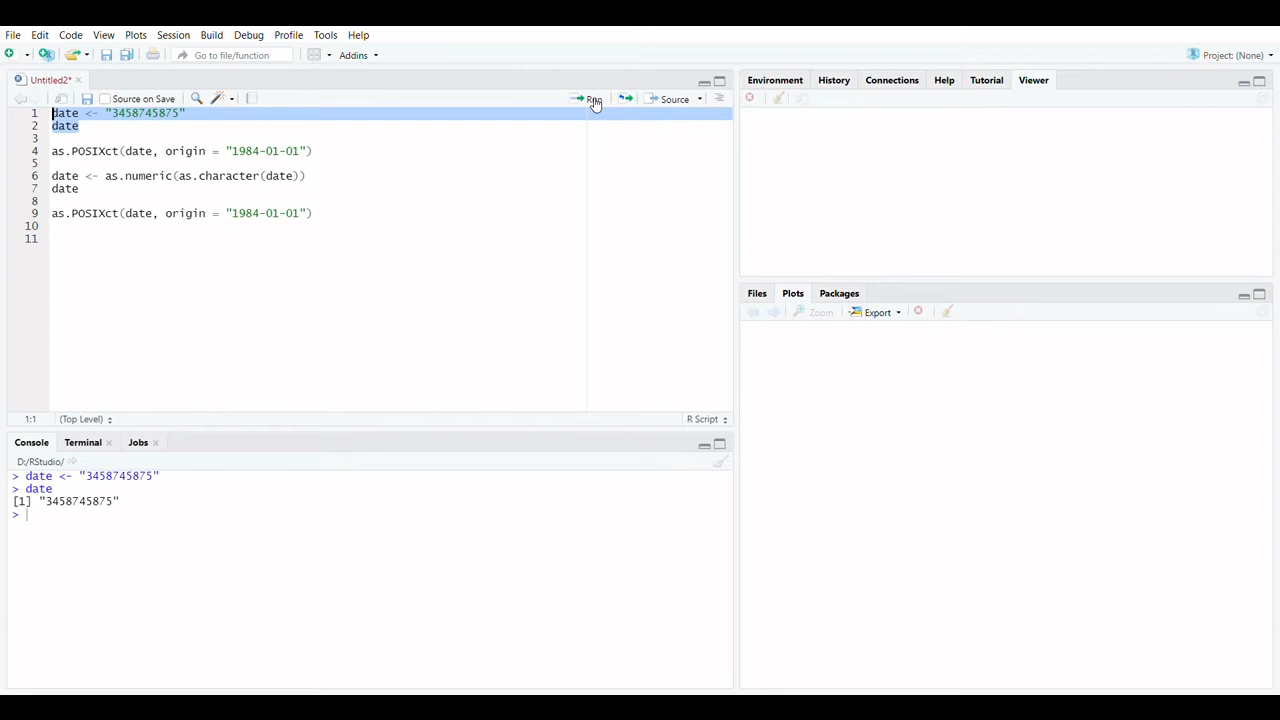 File Edit Code View Plots Session Build Debug Profile Tools Help
Go to file/function Addins Project: (None)
Untitled2*
Source on Save Run Source
1 date <- "3458745875"
2 date
3
4 as.POSIXct(date, origin = "1984-01-01")
5
6 date <- as.numeric(as.character(date))
7 date
8
9 as.POSIXct(date, origin = "1984-01-01")
10
11
1:1 (Top Level) R Script
Console Terminal Jobs
D:/RStudio/
> date <- "3458745875"
> date
[1] "3458745875"
>
Environment History Connections Help Tutorial Viewer
Files Plots Packages
Zoom Export